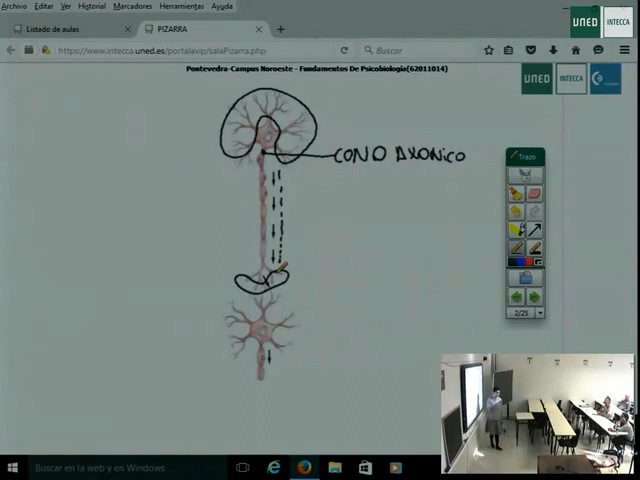 Archivo Editar Ver Historial Marcadores Herramientas Ayuda
Listado de aulas
PIZARRA
https://www.intecca.uned.es/portalavip/salaPizarra.php
Buscar
UNED
INTECCA
Pontevedra-Campus Noroeste - Fundamentos De Psicobiología(62011014)
UNED
INTECCA
CONO AXONICO
Trazo
2/25
Buscar en la web y en Windows